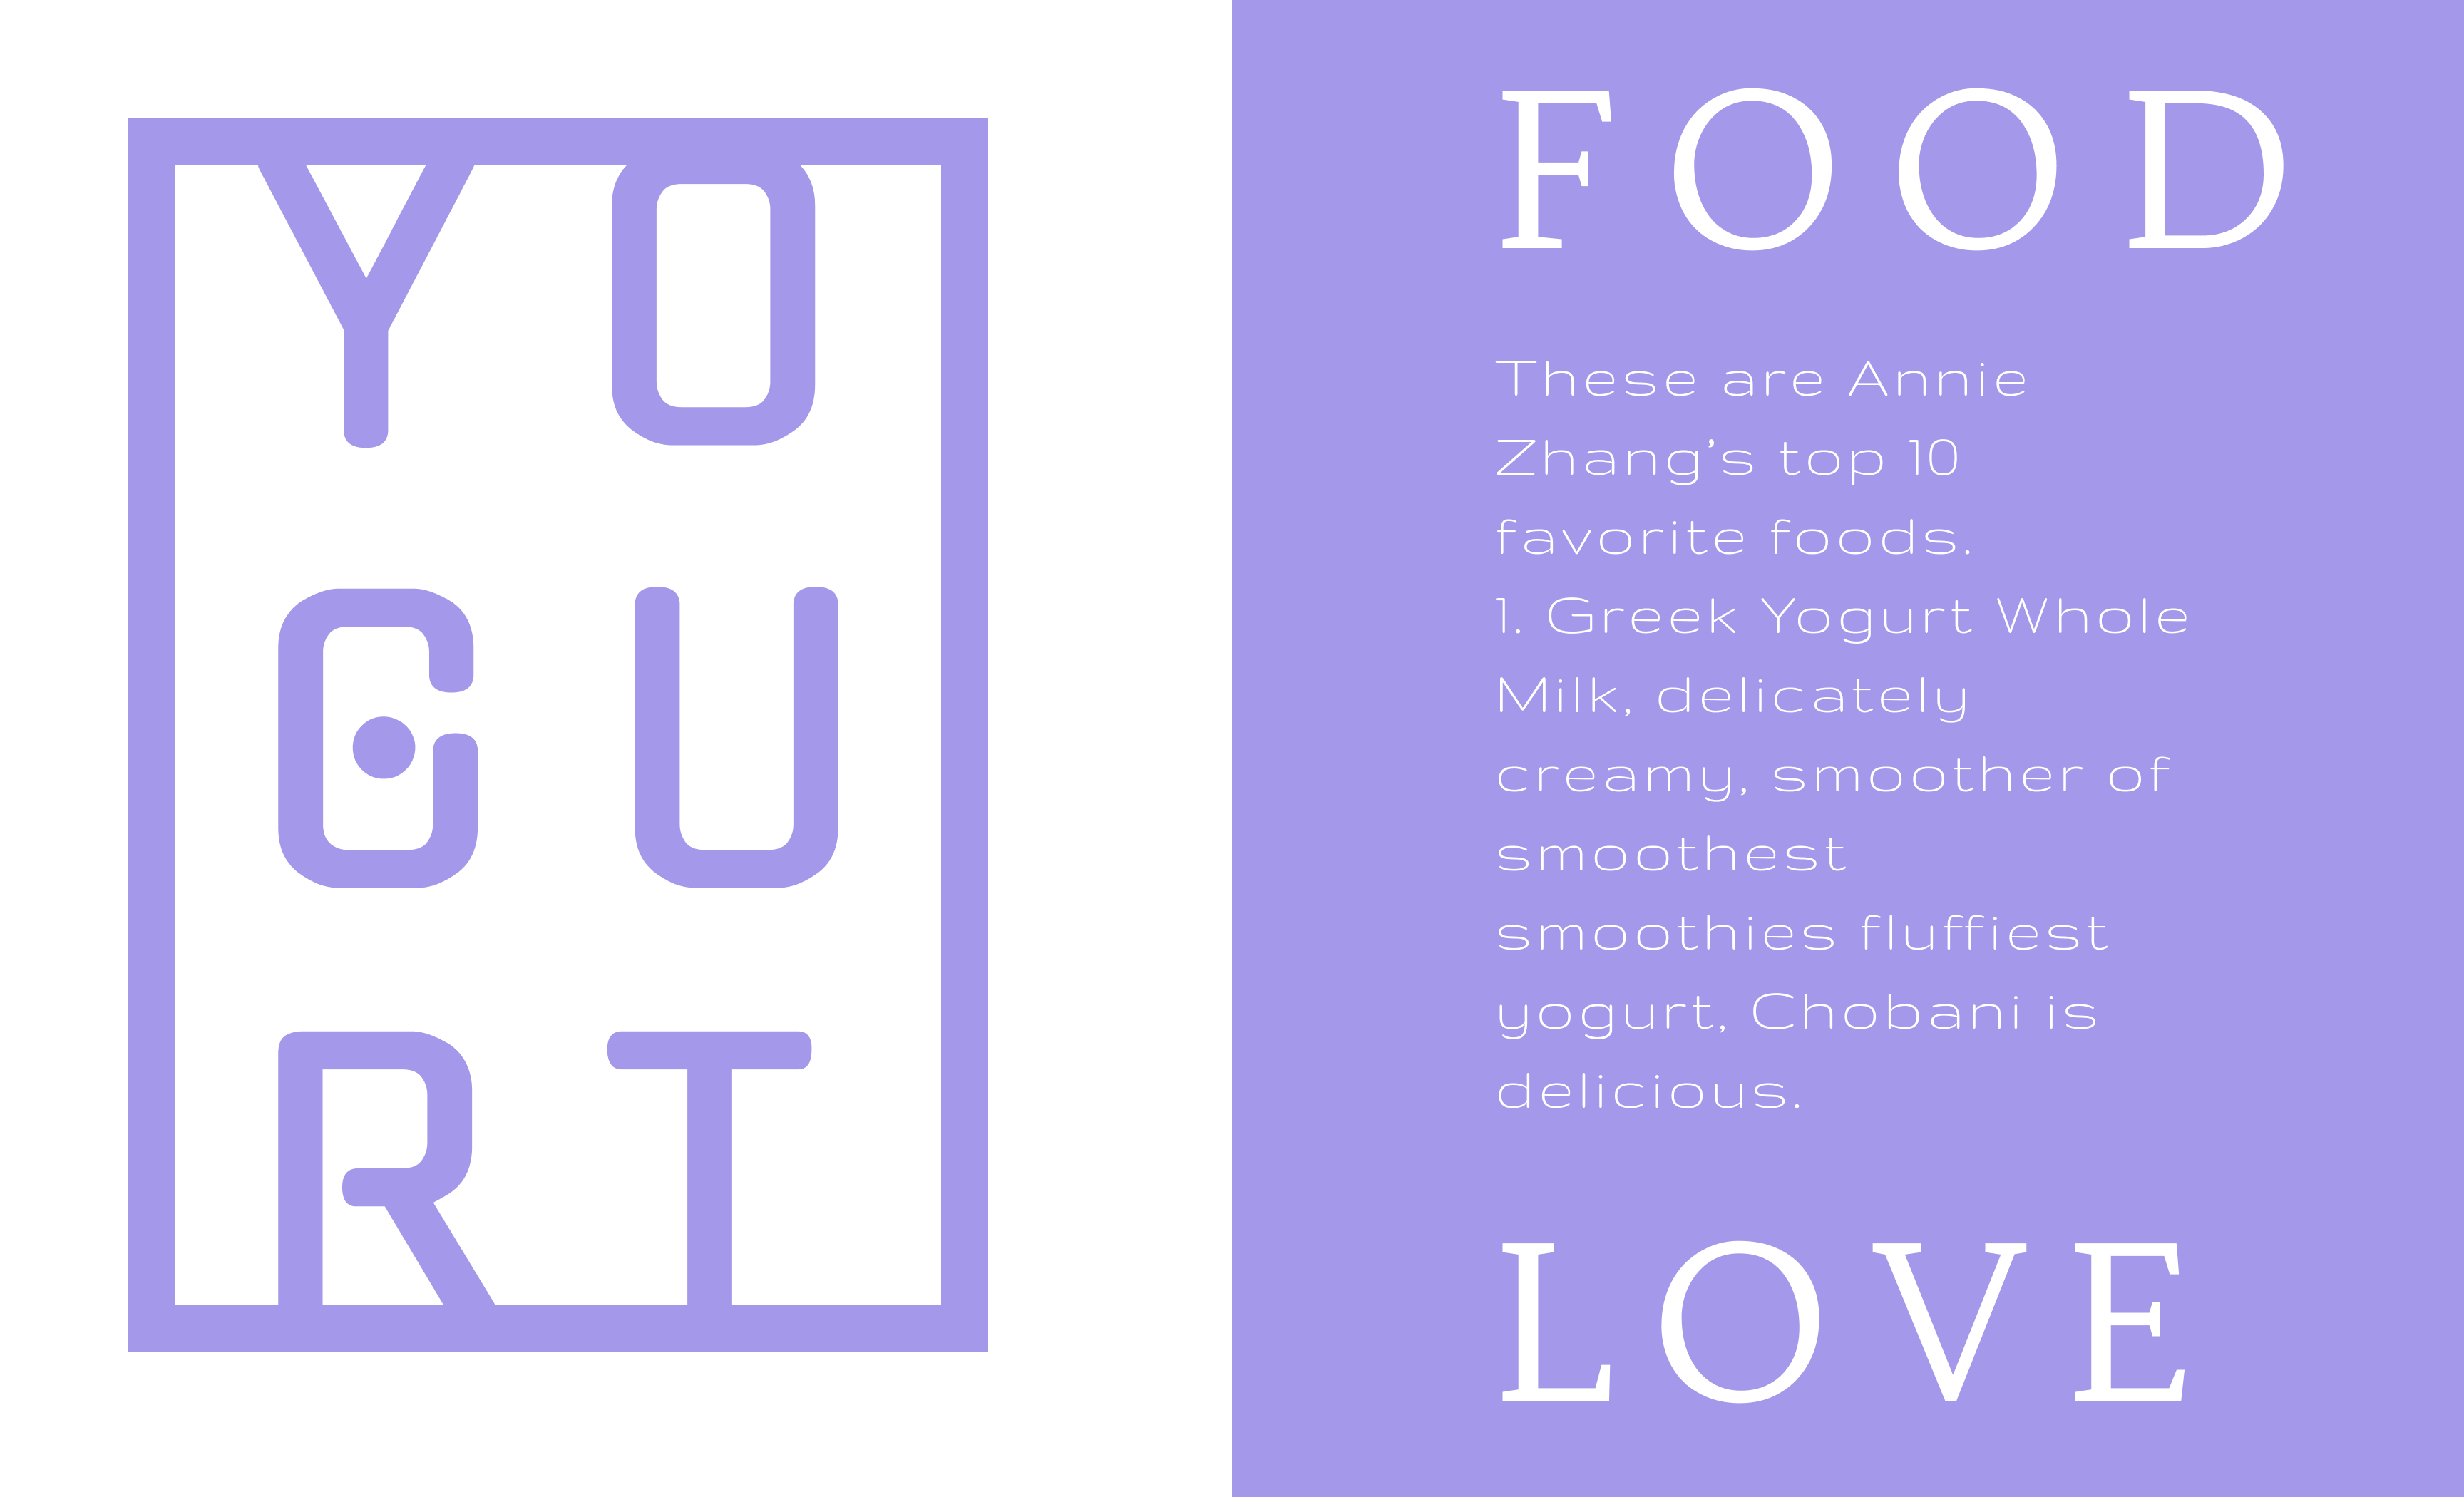 YO
GU
RT
FOOD
These are Annie
Zhang's top 10
favorite foods.
1. Greek Yogurt Whole
Milk, delicately
creamy, smoother of
smoothest
smoothies fluffiest
yogurt, Chobani is
delicious.
LOVE